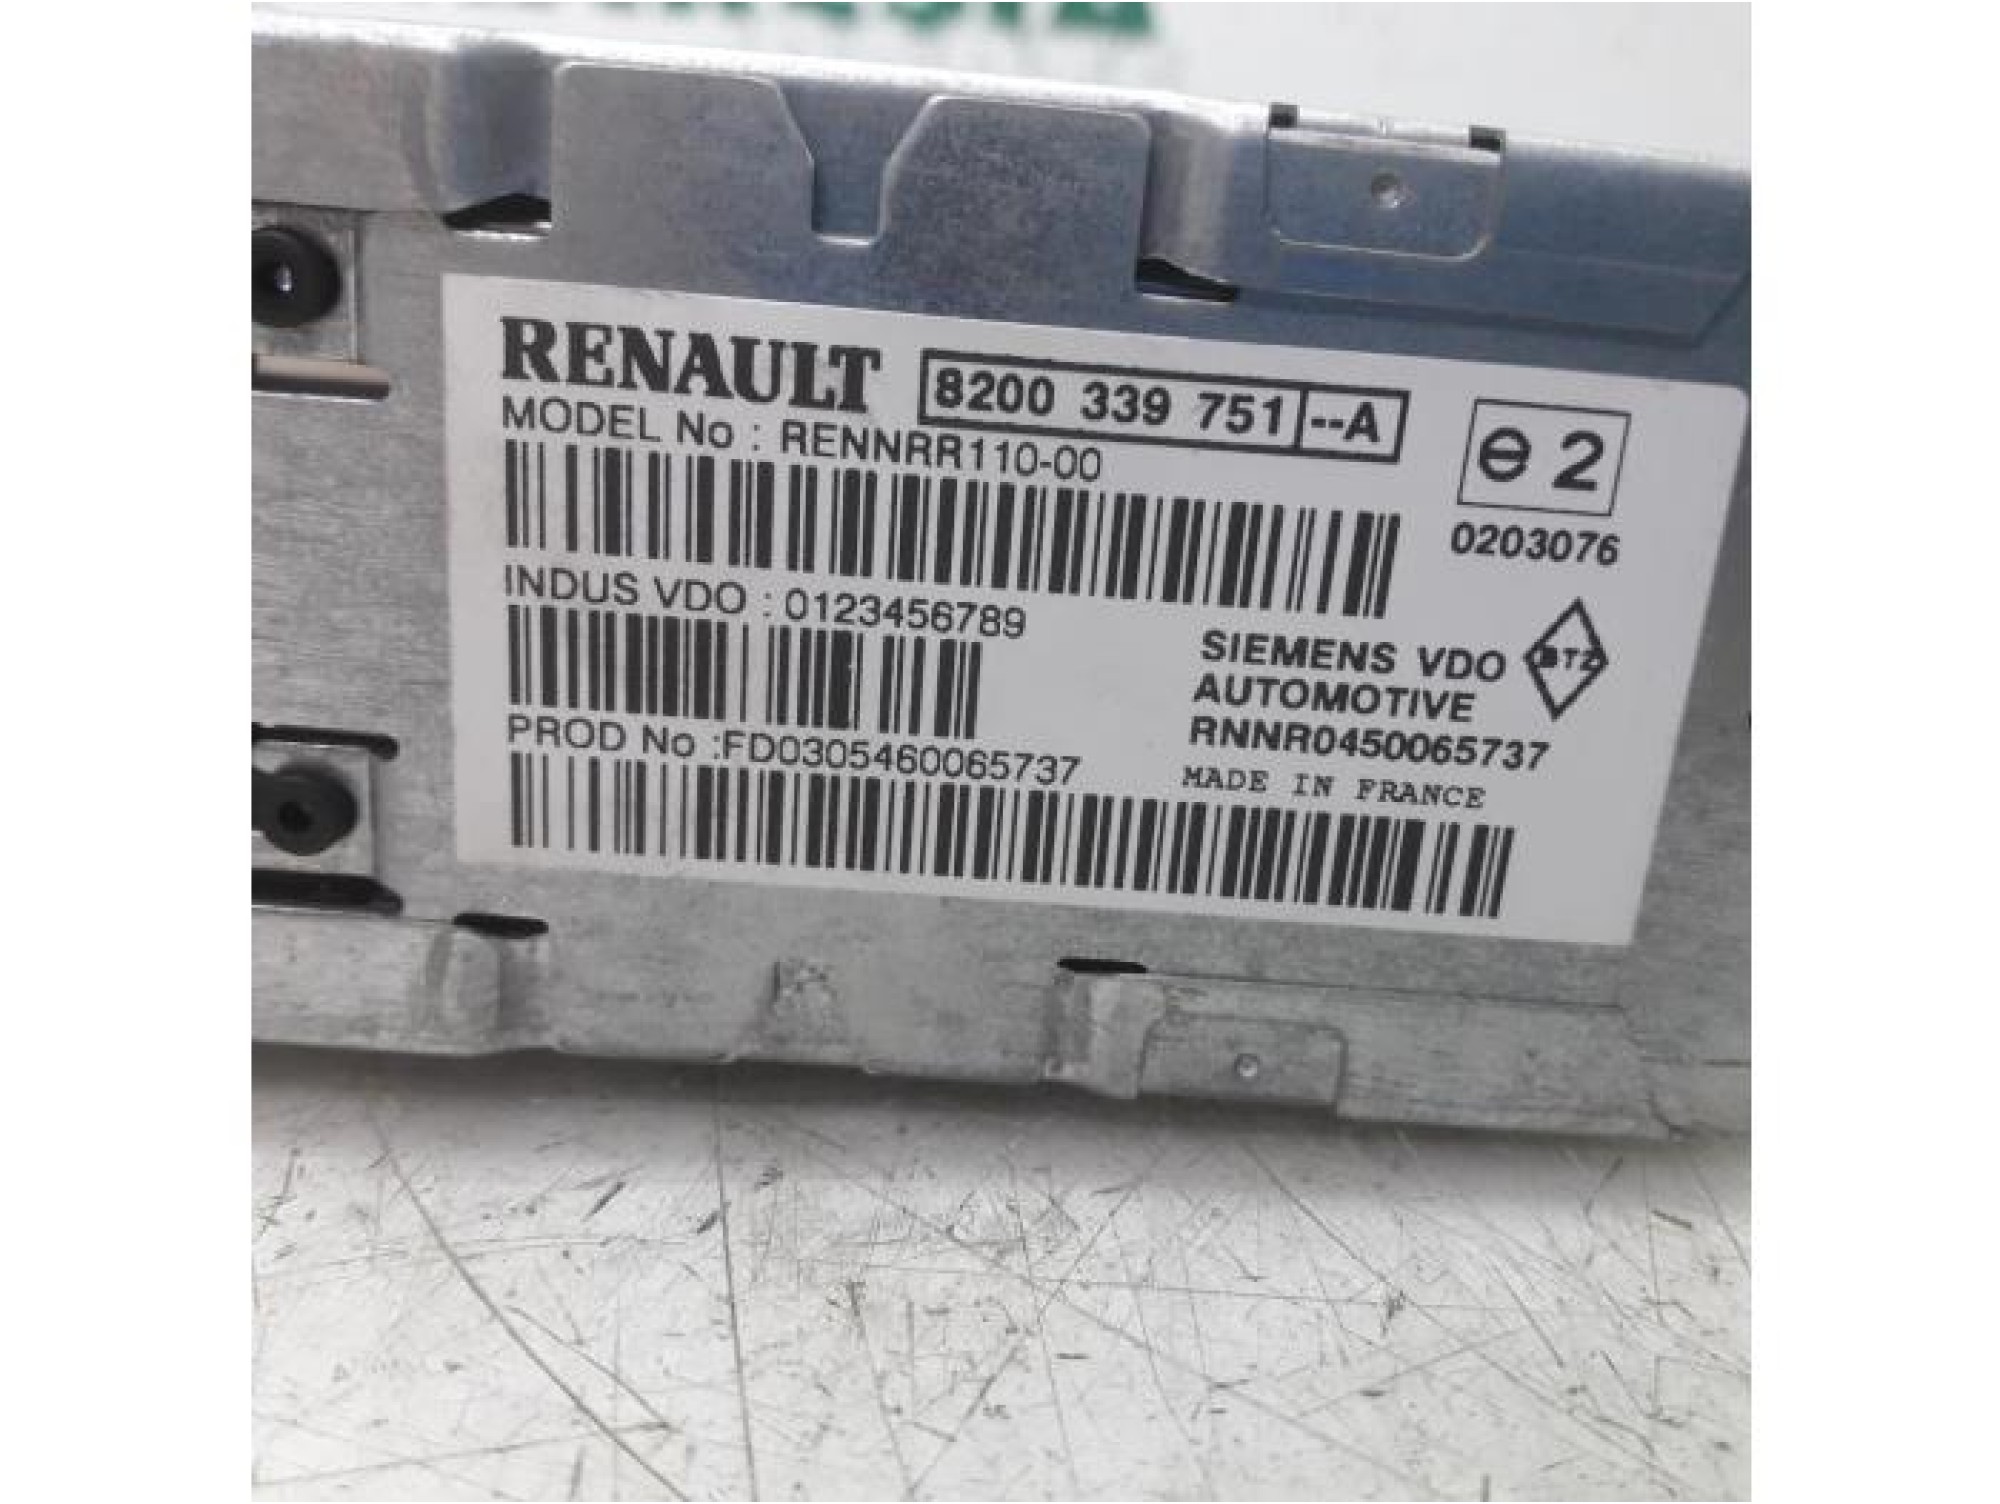 RENAULT 8200 339 751 --A
MODEL No : RENNRR110-00
e 2
0203076
INDUS VDO : 0123456789
SIEMENS VDO BTZ
AUTOMOTIVE
RNNR0450065737
PROD No :FD0305460065737
MADE IN FRANCE